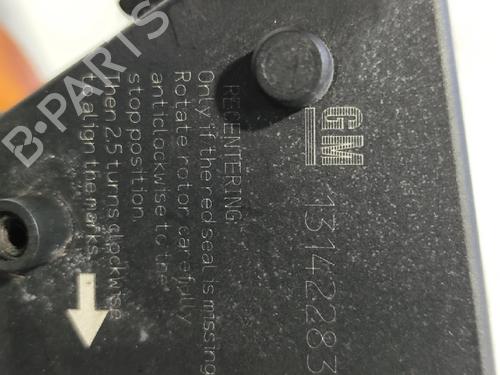 B-PARTS
GM
13142283
RECENTERING:
Only if the red seal is missing
Rotate rotor carefully
anticlockwise to the
stop position.
Then 2.5 turns clockwise
to align the marks.